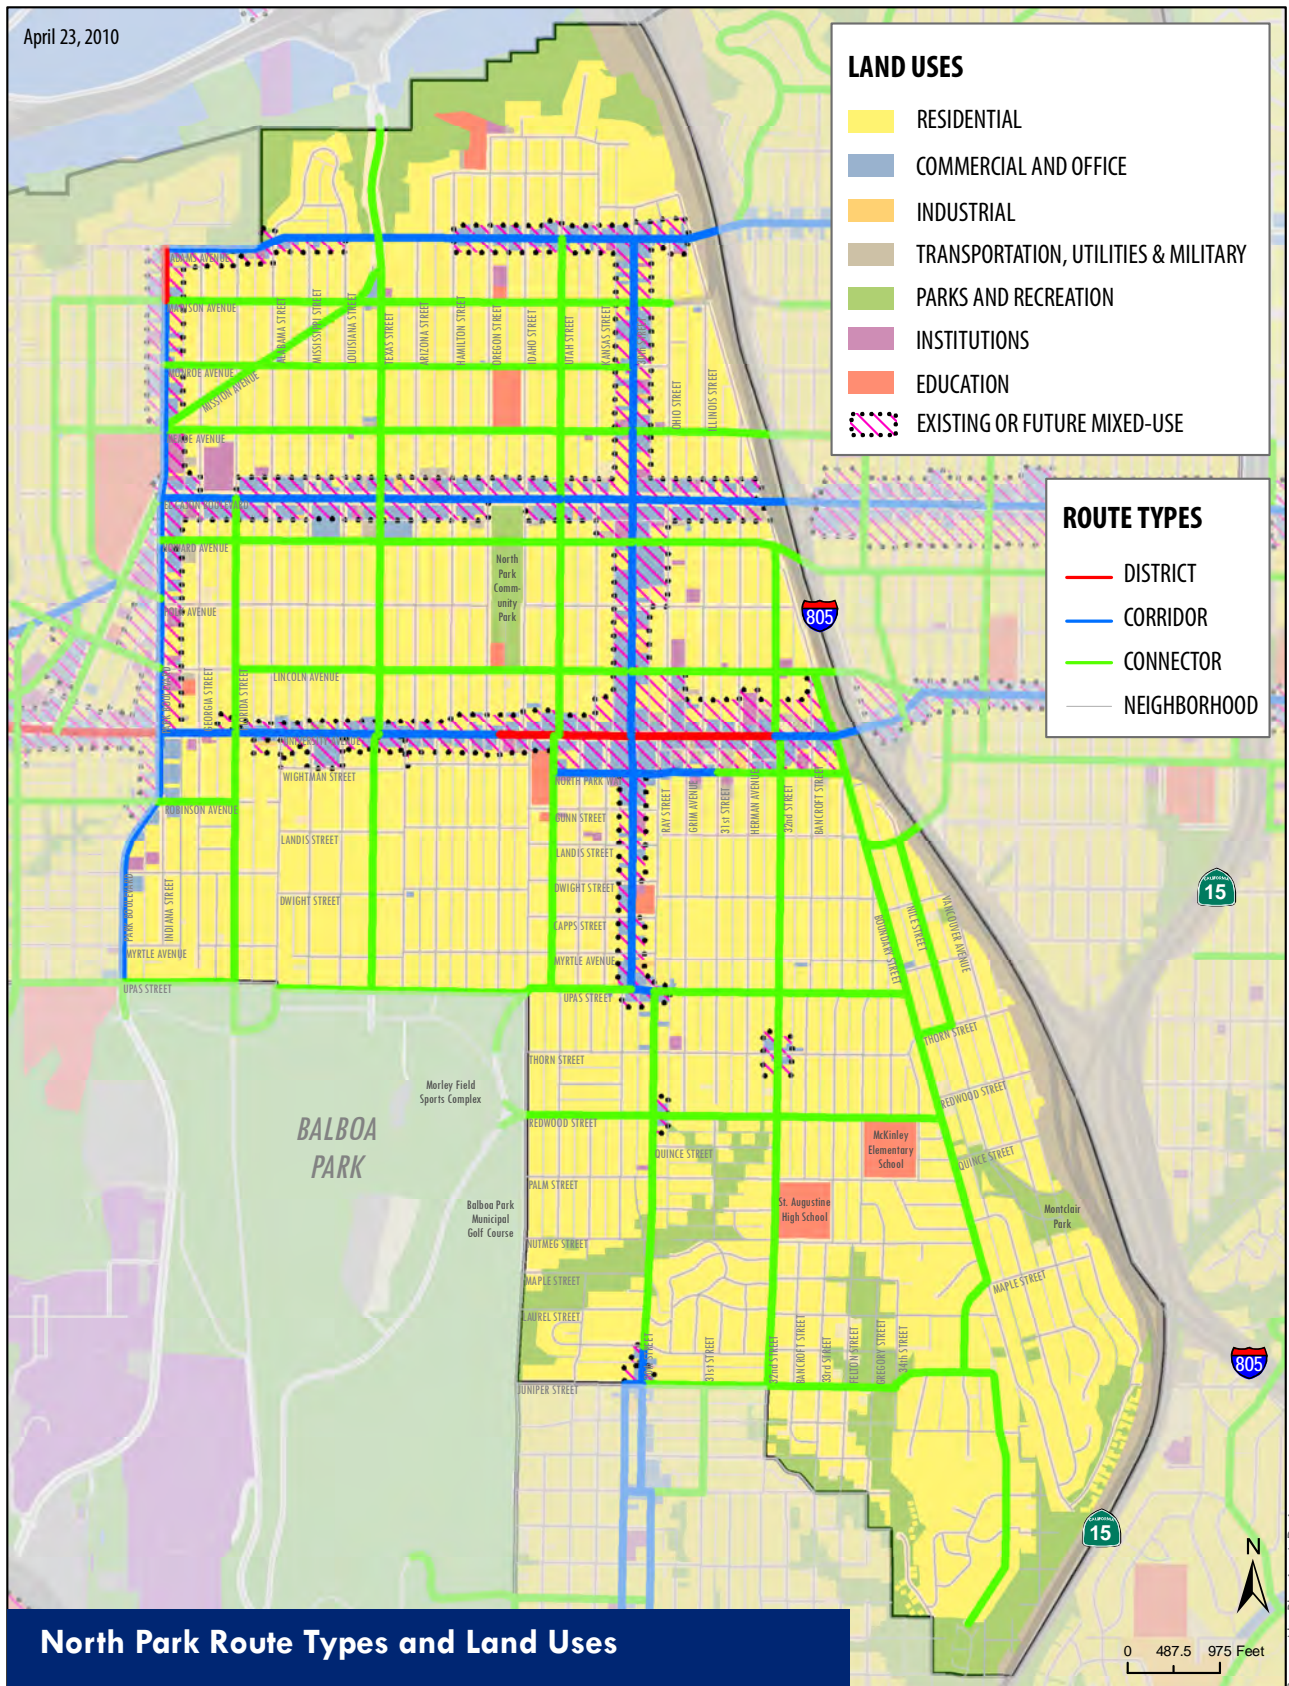 April 23, 2010
LAND USES
RESIDENTIAL
COMMERCIAL AND OFFICE
INDUSTRIAL
TRANSPORTATION, UTILITIES & MILITARY
PARKS AND RECREATION
INSTITUTIONS
EDUCATION
EXISTING OR FUTURE MIXED-USE
ROUTE TYPES
DISTRICT
CORRIDOR
CONNECTOR
NEIGHBORHOOD
ADAMS AVENUE
AVENUE
ALABAMA STREET
MISSISSIPPI STREET
LOUISIANA STREET
TEXAS STREET
ARIZONA STREET
HAMILTON STREET
OREGON STREET
IDAHO STREET
UTAH STREET
KANSAS STREET
OHIO STREET
ILLINOIS STREET
MONROE AVENUE
MISSION AVENUE
AVENUE
AVENUE
North
Park
Comm-
unity
Park
AVENUE
805
LINCOLN AVENUE
GEORGIA STREET
FLORIDA STREET
UNIVERSITY AVENUE
WIGHTMAN STREET
NORTH PARK
RAY STREET
GRIM AVENUE
31st STREET
HERMAN AVENUE
32nd STREET
BANCROFT STREET
ROBINSON AVENUE
GUNN STREET
LANDIS STREET
LANDIS STREET
DWIGHT STREET
DWIGHT STREET
CAPPS STREET
MYRTLE AVENUE
PARK BOULEVARD
INDIANA STREET
MYRTLE AVENUE
BOUNDARY STREET
NILE STREET
VANCOUVER AVENUE
CALIFORNIA
15
UPAS STREET
UPAS STREET
THORN STREET
THORN STREET
Morley Field
Sports Complex
BALBOA
PARK
REDWOOD STREET
REDWOOD STREET
McKinley
Elementary
School
QUINCE STREET
QUINCE STREET
PALM STREET
St. Augustine
High School
Balboa Park
Municipal
Golf Course
Montclair
Park
NUTMEG STREET
MAPLE STREET
MAPLE STREET
LAUREL STREET
31st STREET
32nd STREET
BANCROFT STREET
33rd STREET
FELTON STREET
GREGORY STREET
34th STREET
805
JUNIPER STREET
CALIFORNIA
15
N
0 487.5 975 Feet
North Park Route Types and Land Uses